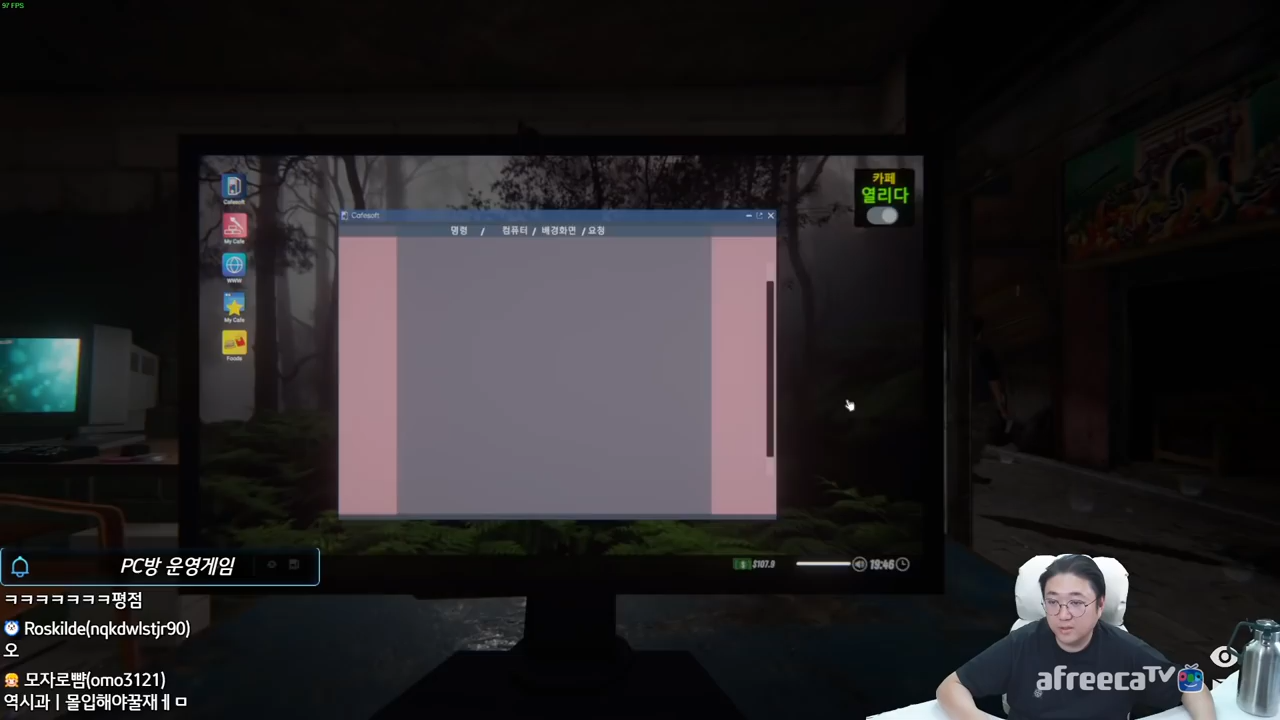 97 FPS
카페
열리다
Cafesoft
Cafesoft
명령 / 컴퓨터 / 배경화면 / 요청
My Cafe
WWW
My Cafe
Foods
$107.9
19:46
PC방 운영게임
ㅋㅋㅋㅋㅋㅋㅋ평점
Roskilde(nqkdwlstjr90)
오
모자로뺨(omo3121)
역시과 | 몰입해야꿀재ㅔㅁ
afreecaTV